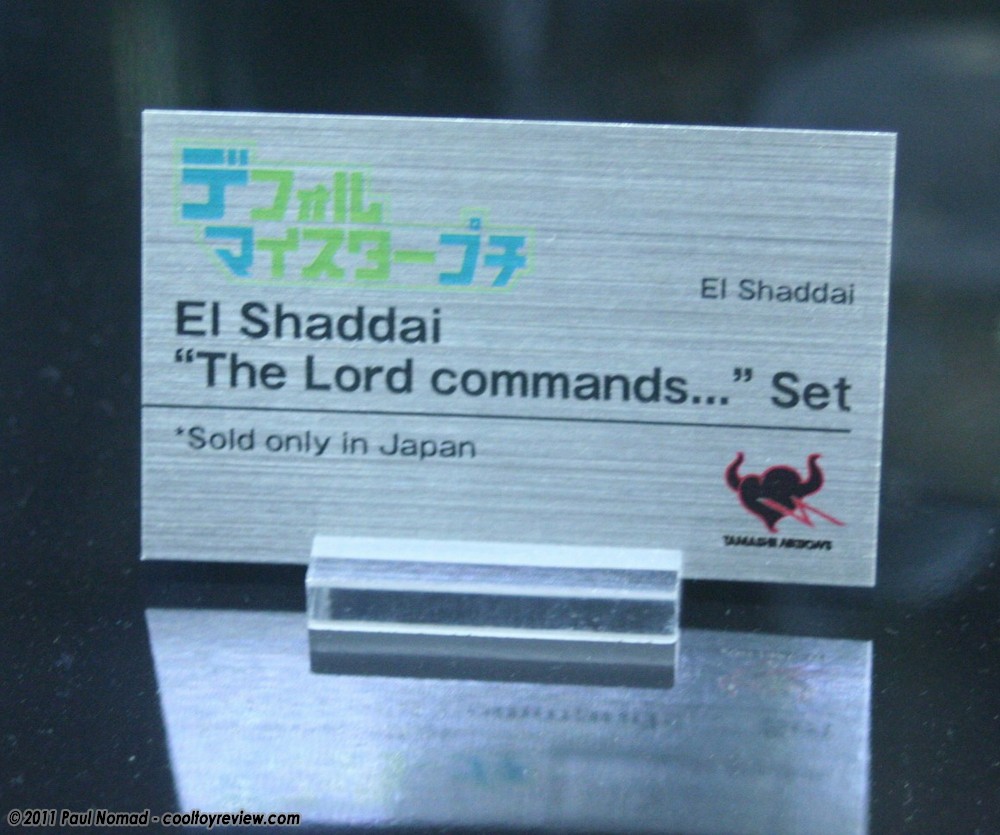 デフォル
マイスタープチ
El Shaddai
El Shaddai
“The Lord commands...” Set
*Sold only in Japan
TAMASHII NATIONS
©2011 Paul Nomad - cooltoyreview.com